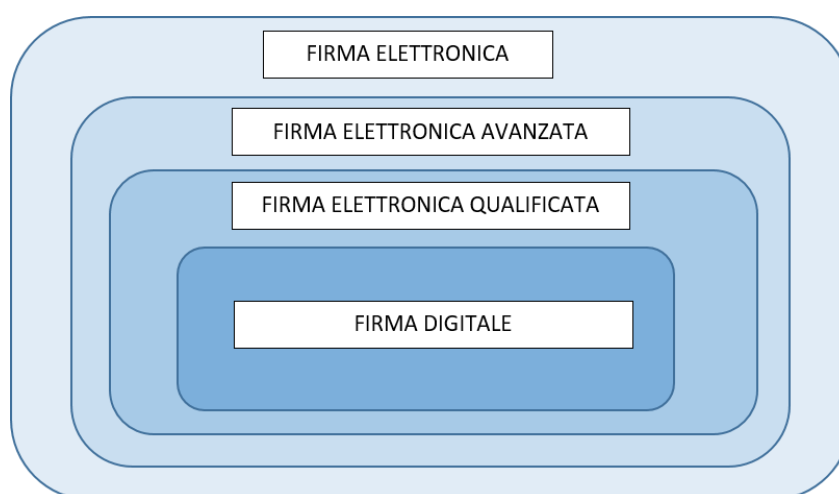 FIRMA ELETTRONICA
FIRMA ELETTRONICA AVANZATA
FIRMA ELETTRONICA QUALIFICATA
FIRMA DIGITALE